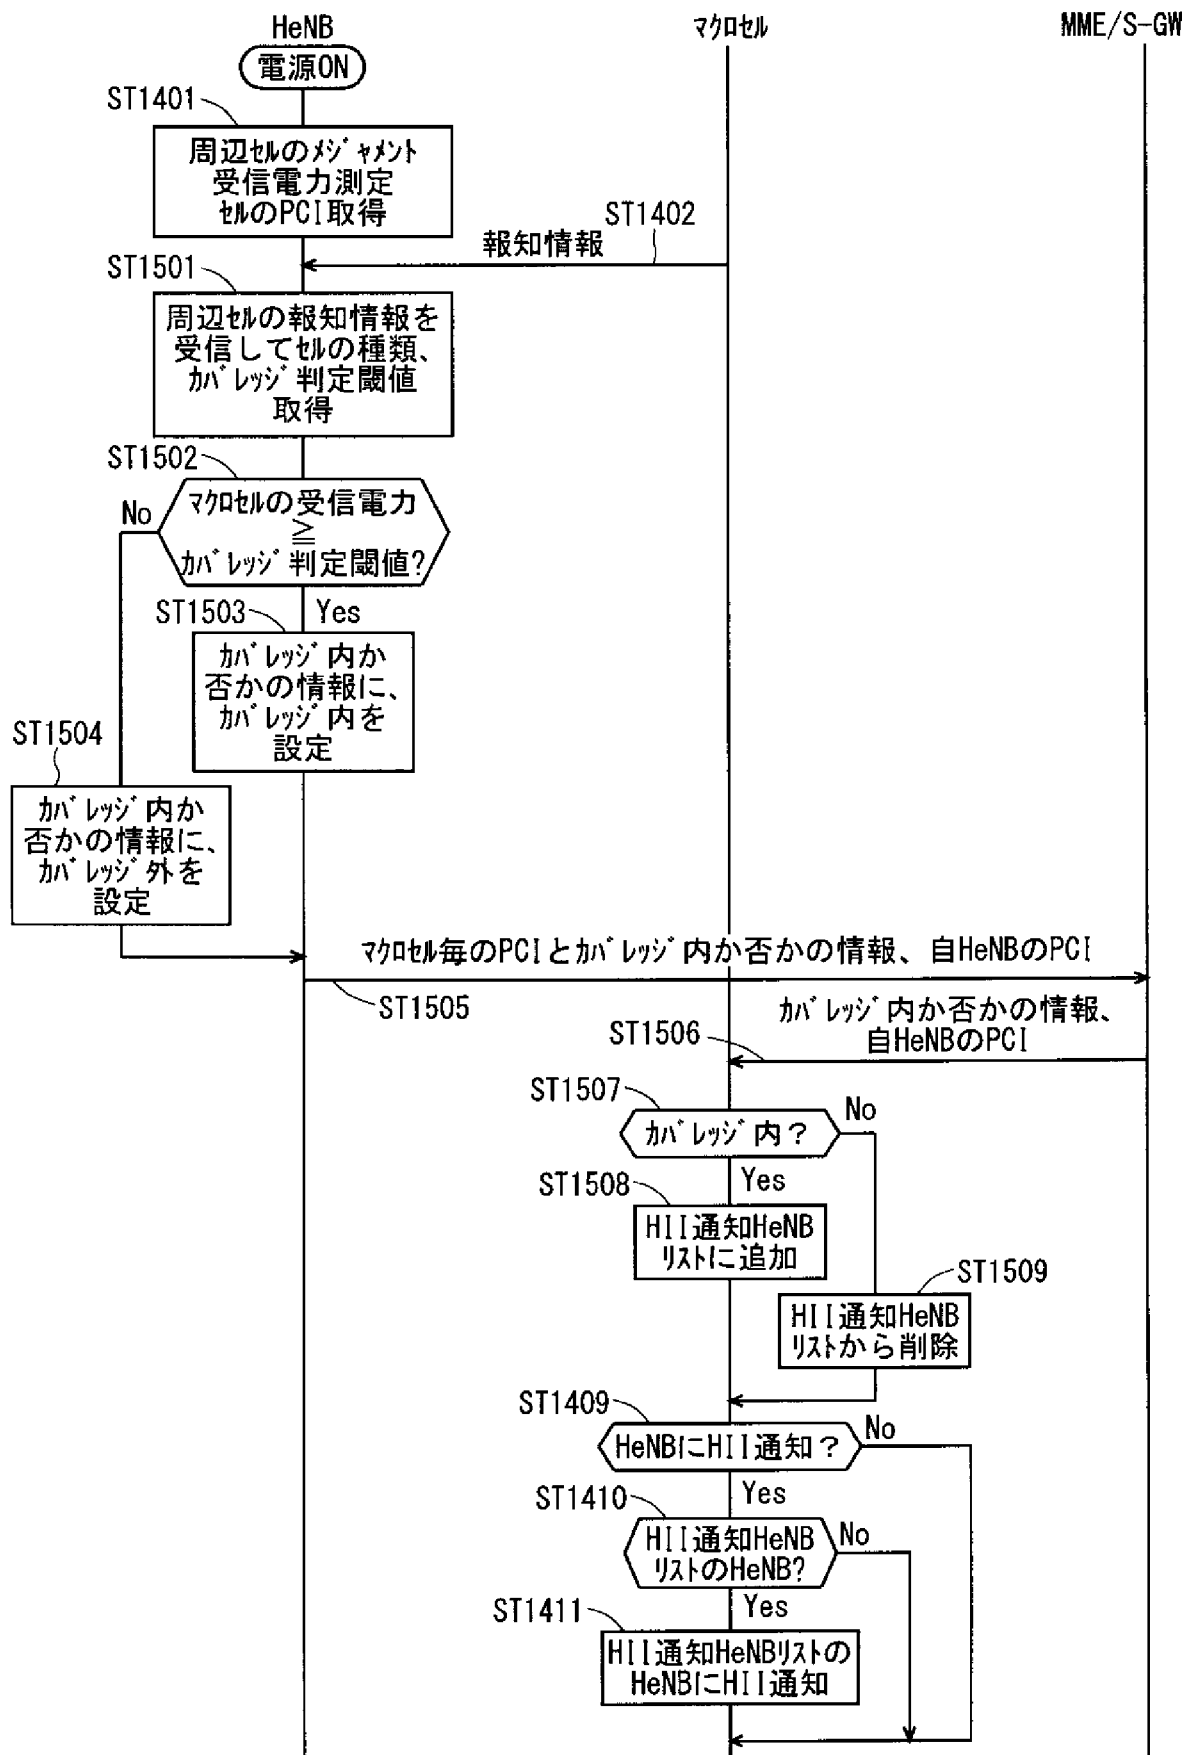 HeNB
マクロセル
MME/S-GW
電源ON
ST1401
周辺ｾﾙのﾒｼﾞｬﾒﾝﾄ
受信電力測定
ｾﾙのPCI取得
ST1402
報知情報
ST1501
周辺ｾﾙの報知情報を
受信してｾﾙの種類、
ｶﾊﾞﾚｯｼﾞ判定閾値
取得
ST1502
ﾏｸﾛｾﾙの受信電力
≧
ｶﾊﾞﾚｯｼﾞ判定閾値?
No
Yes
ST1503
ｶﾊﾞﾚｯｼﾞ内か
否かの情報に、
ｶﾊﾞﾚｯｼﾞ内を
設定
ST1504
ｶﾊﾞﾚｯｼﾞ内か
否かの情報に、
ｶﾊﾞﾚｯｼﾞ外を
設定
ﾏｸﾛｾﾙ毎のPCIとｶﾊﾞﾚｯｼﾞ内か否かの情報、自HeNBのPCI
ST1505
ｶﾊﾞﾚｯｼﾞ内か否かの情報、
自HeNBのPCI
ST1506
ST1507
ｶﾊﾞﾚｯｼﾞ内？
No
Yes
ST1508
HII通知HeNB
ﾘｽﾄに追加
ST1509
HII通知HeNB
ﾘｽﾄから削除
ST1409
HeNBにHII通知？
No
Yes
ST1410
HII通知HeNB
ﾘｽﾄのHeNB?
No
Yes
ST1411
HII通知HeNBﾘｽﾄの
HeNBにHII通知